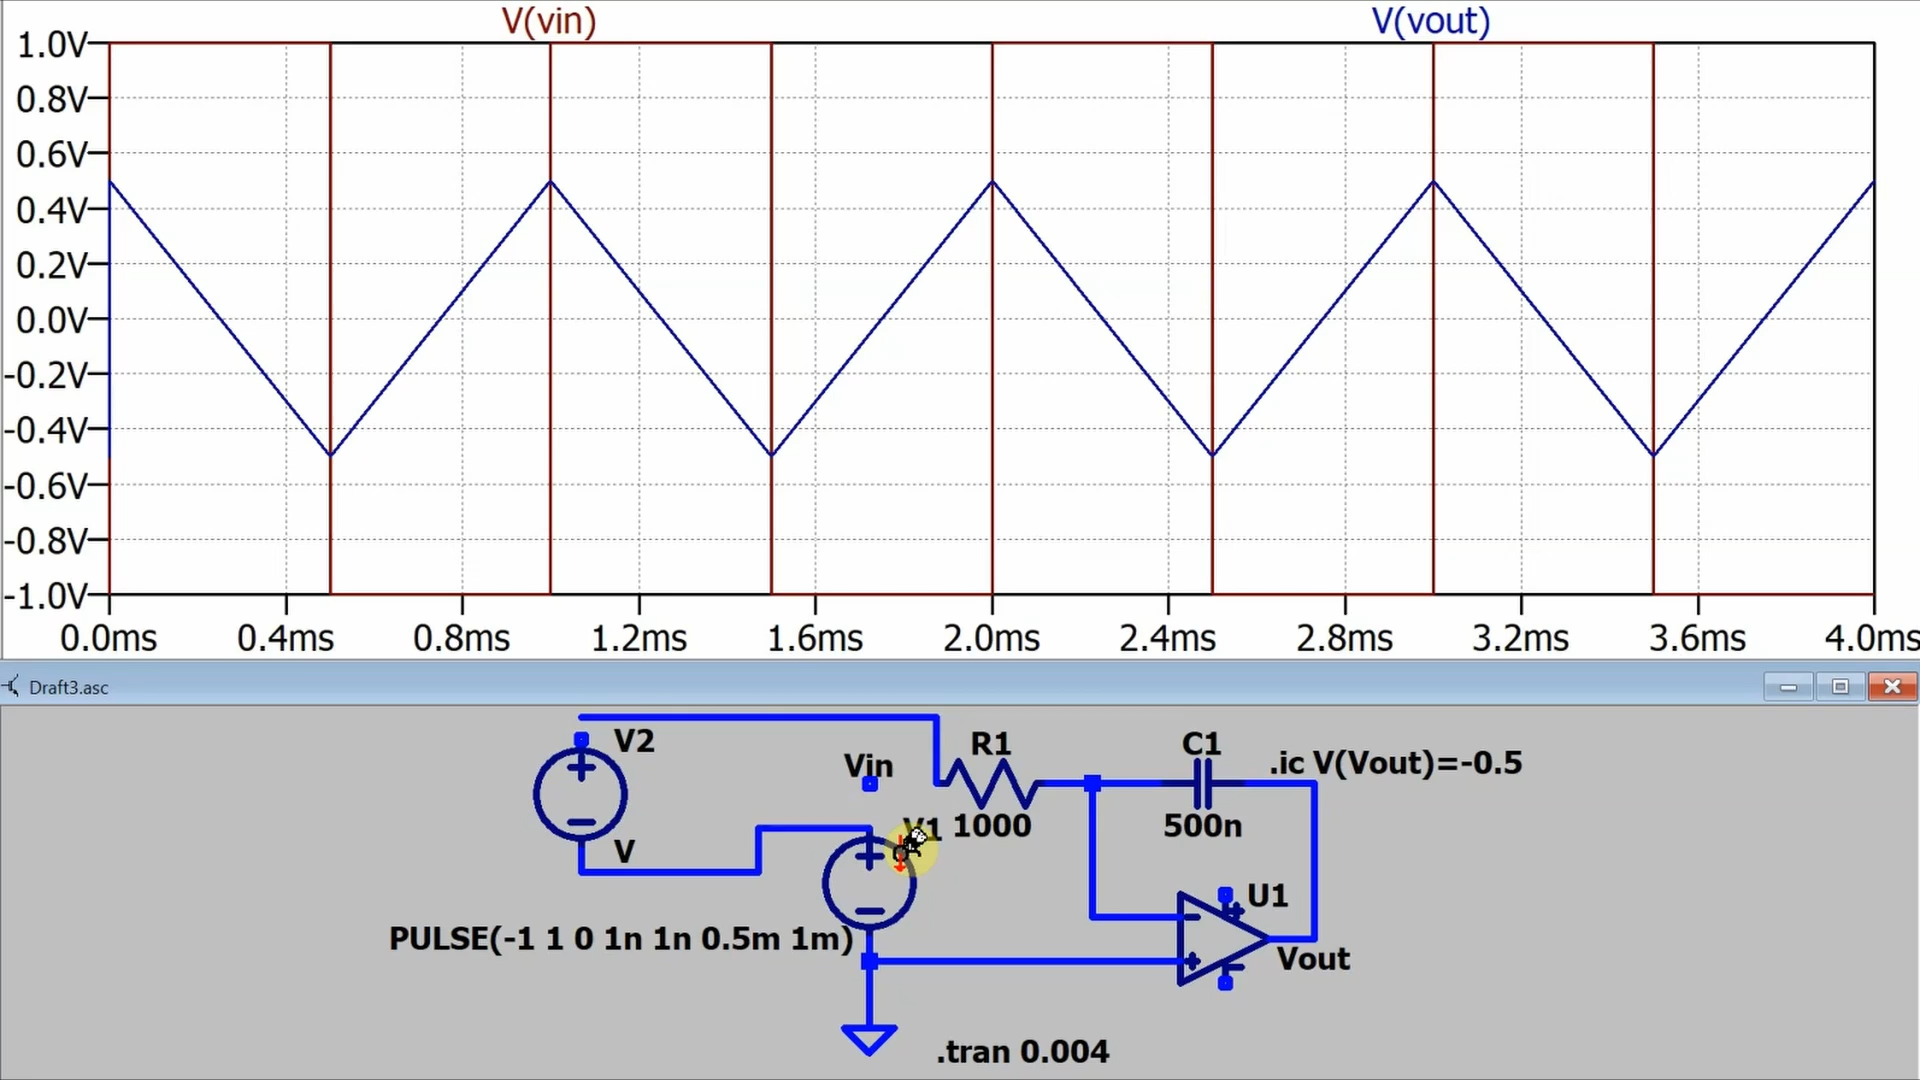 V(vin) V(vout)
1.0V
0.8V
0.6V
0.4V
0.2V
0.0V
-0.2V
-0.4V
-0.6V
-0.8V
-1.0V
0.0ms 0.4ms 0.8ms 1.2ms 1.6ms 2.0ms 2.4ms 2.8ms 3.2ms 3.6ms 4.0ms
Draft3.asc
V2
Vin
R1
C1
.ic V(Vout)=-0.5
V
V1
1000
500n
U1
PULSE(-1 1 0 1n 1n 0.5m 1m)
Vout
.tran 0.004